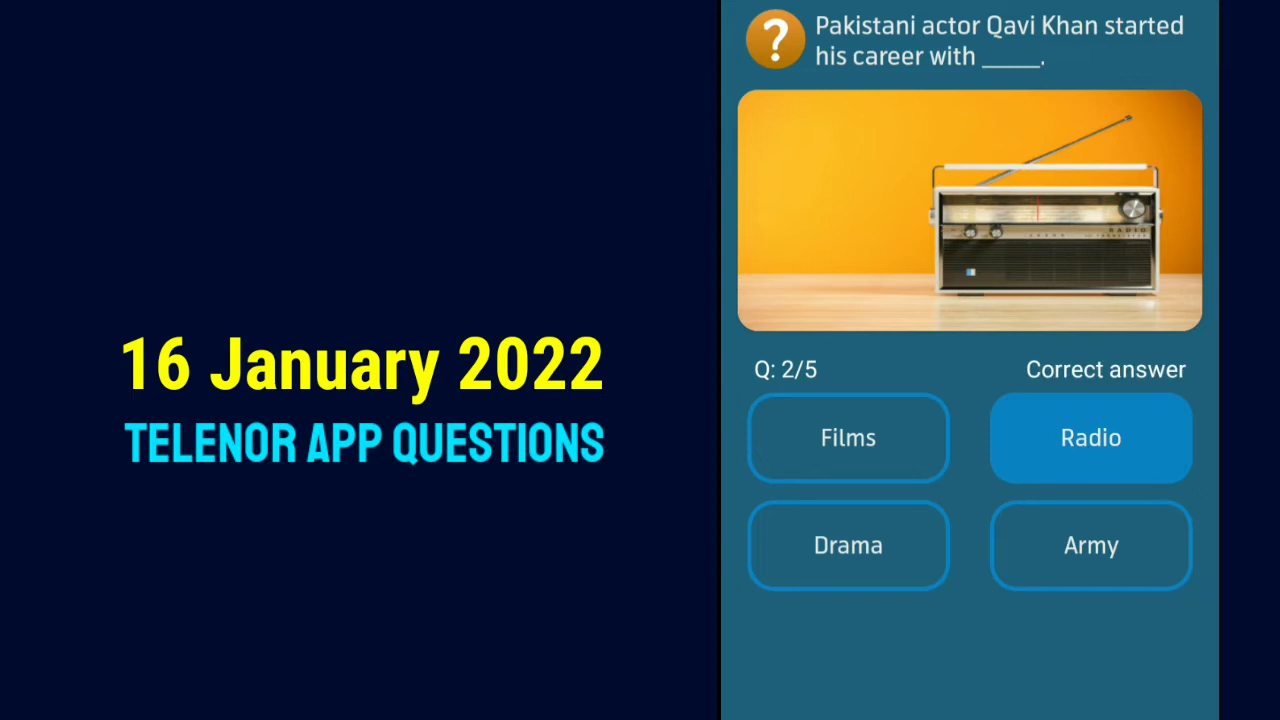 16 January 2022
TELENOR APP QUESTIONS
?
Pakistani actor Qavi Khan started
his career with _____.
RADIO
Q: 2/5
Correct answer
Films
Radio
Drama
Army